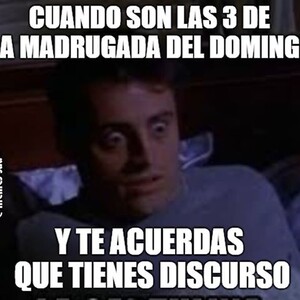 CUANDO SON LAS 3 DE
A MADRUGADA DEL DOMING
Y TE ACUERDAS
QUE TIENES DISCURSO